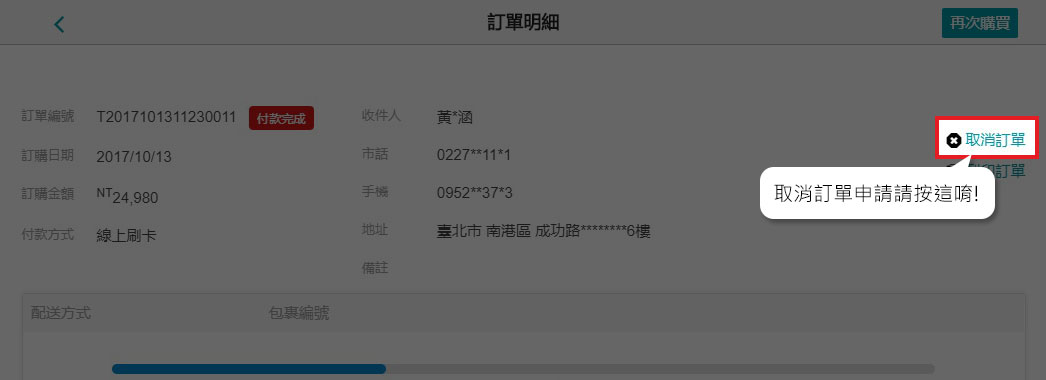 訂單明細
再次購買
訂單編號 T2017101311230011 付款完成
訂購日期 2017/10/13
訂購金額 NT24,980
付款方式 線上刷卡
收件人 黃*涵
市話 0227**11*1
手機 0952**37*3
地址 臺北市 南港區 成功路********6樓
備註
取消訂單
訂單
取消訂單申請請按這唷!
配送方式 包裹編號